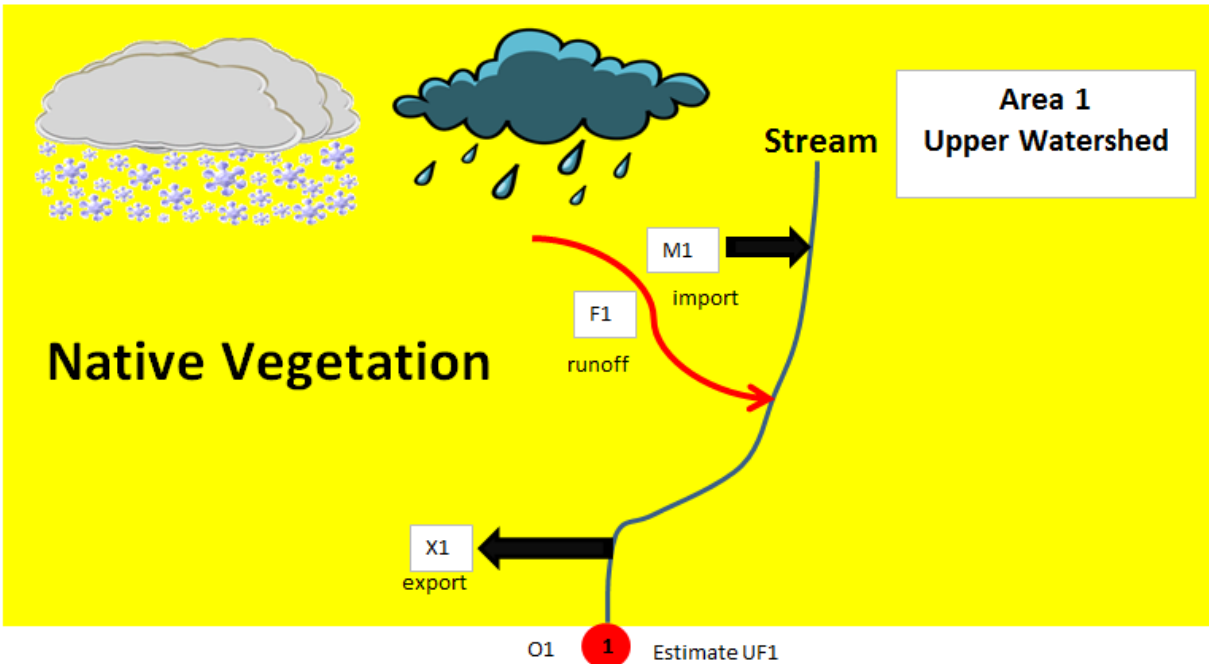 Area 1
Upper Watershed
Stream
M1
import
F1
runoff
Native Vegetation
X1
export
O1
1
Estimate UF1